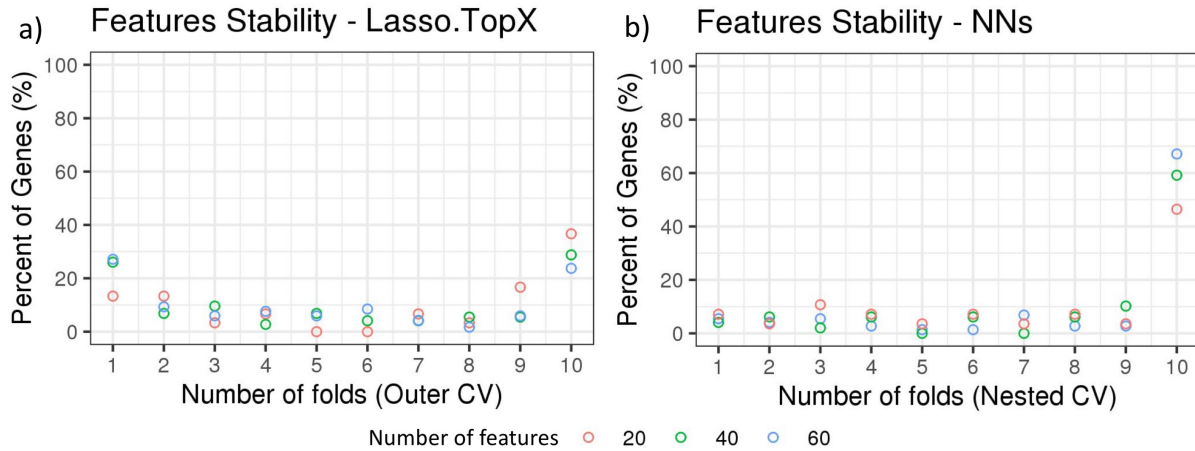 a) Features Stability - Lasso.TopX
Percent of Genes (%)
100
80
60
40
20
0
1 2 3 4 5 6 7 8 9 10
Number of folds (Outer CV)
b) Features Stability - NNs
Percent of Genes (%)
100
80
60
40
20
0
1 2 3 4 5 6 7 8 9 10
Number of folds (Nested CV)
Number of features 20 40 60